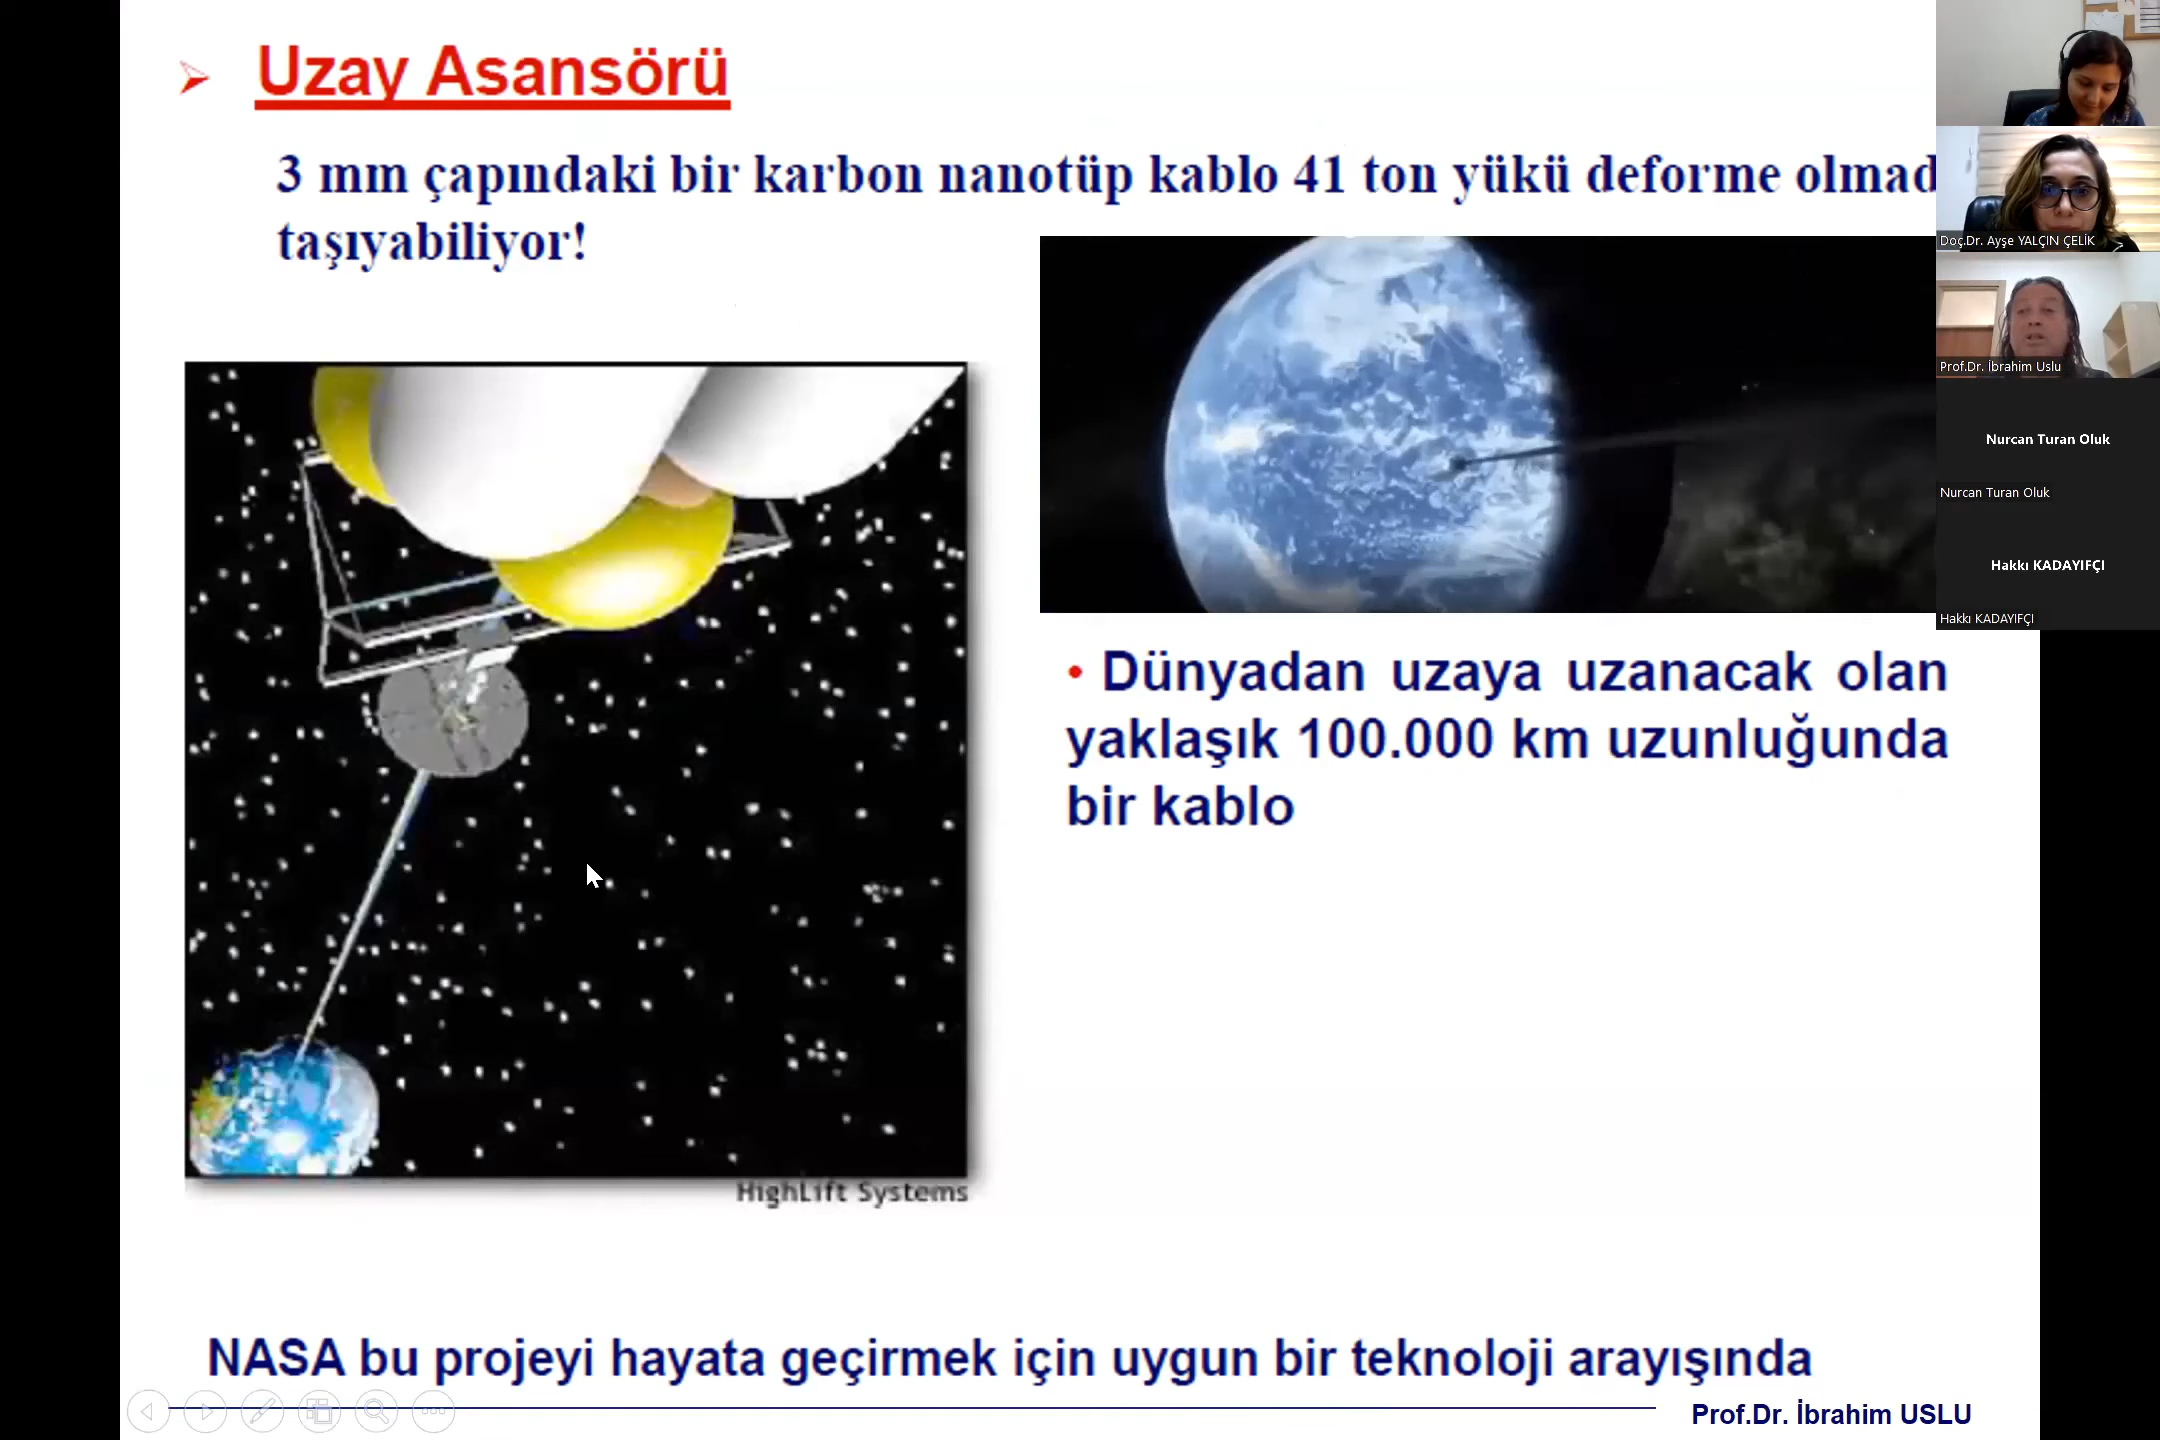 Uzay Asansörü
3 mm çapındaki bir karbon nanotüp kablo 41 ton yükü deforme olmad
taşıyabiliyor!
HighLift Systems
• Dünyadan uzaya uzanacak olan
yaklaşık 100.000 km uzunluğunda
bir kablo
NASA bu projeyi hayata geçirmek için uygun bir teknoloji arayışında
Prof.Dr. İbrahim USLU
Doç.Dr. Ayşe YALÇIN ÇELİK
Prof.Dr. İbrahim Uslu
Nurcan Turan Oluk
Nurcan Turan Oluk
Hakkı KADAYIFÇI
Hakkı KADAYIFÇI